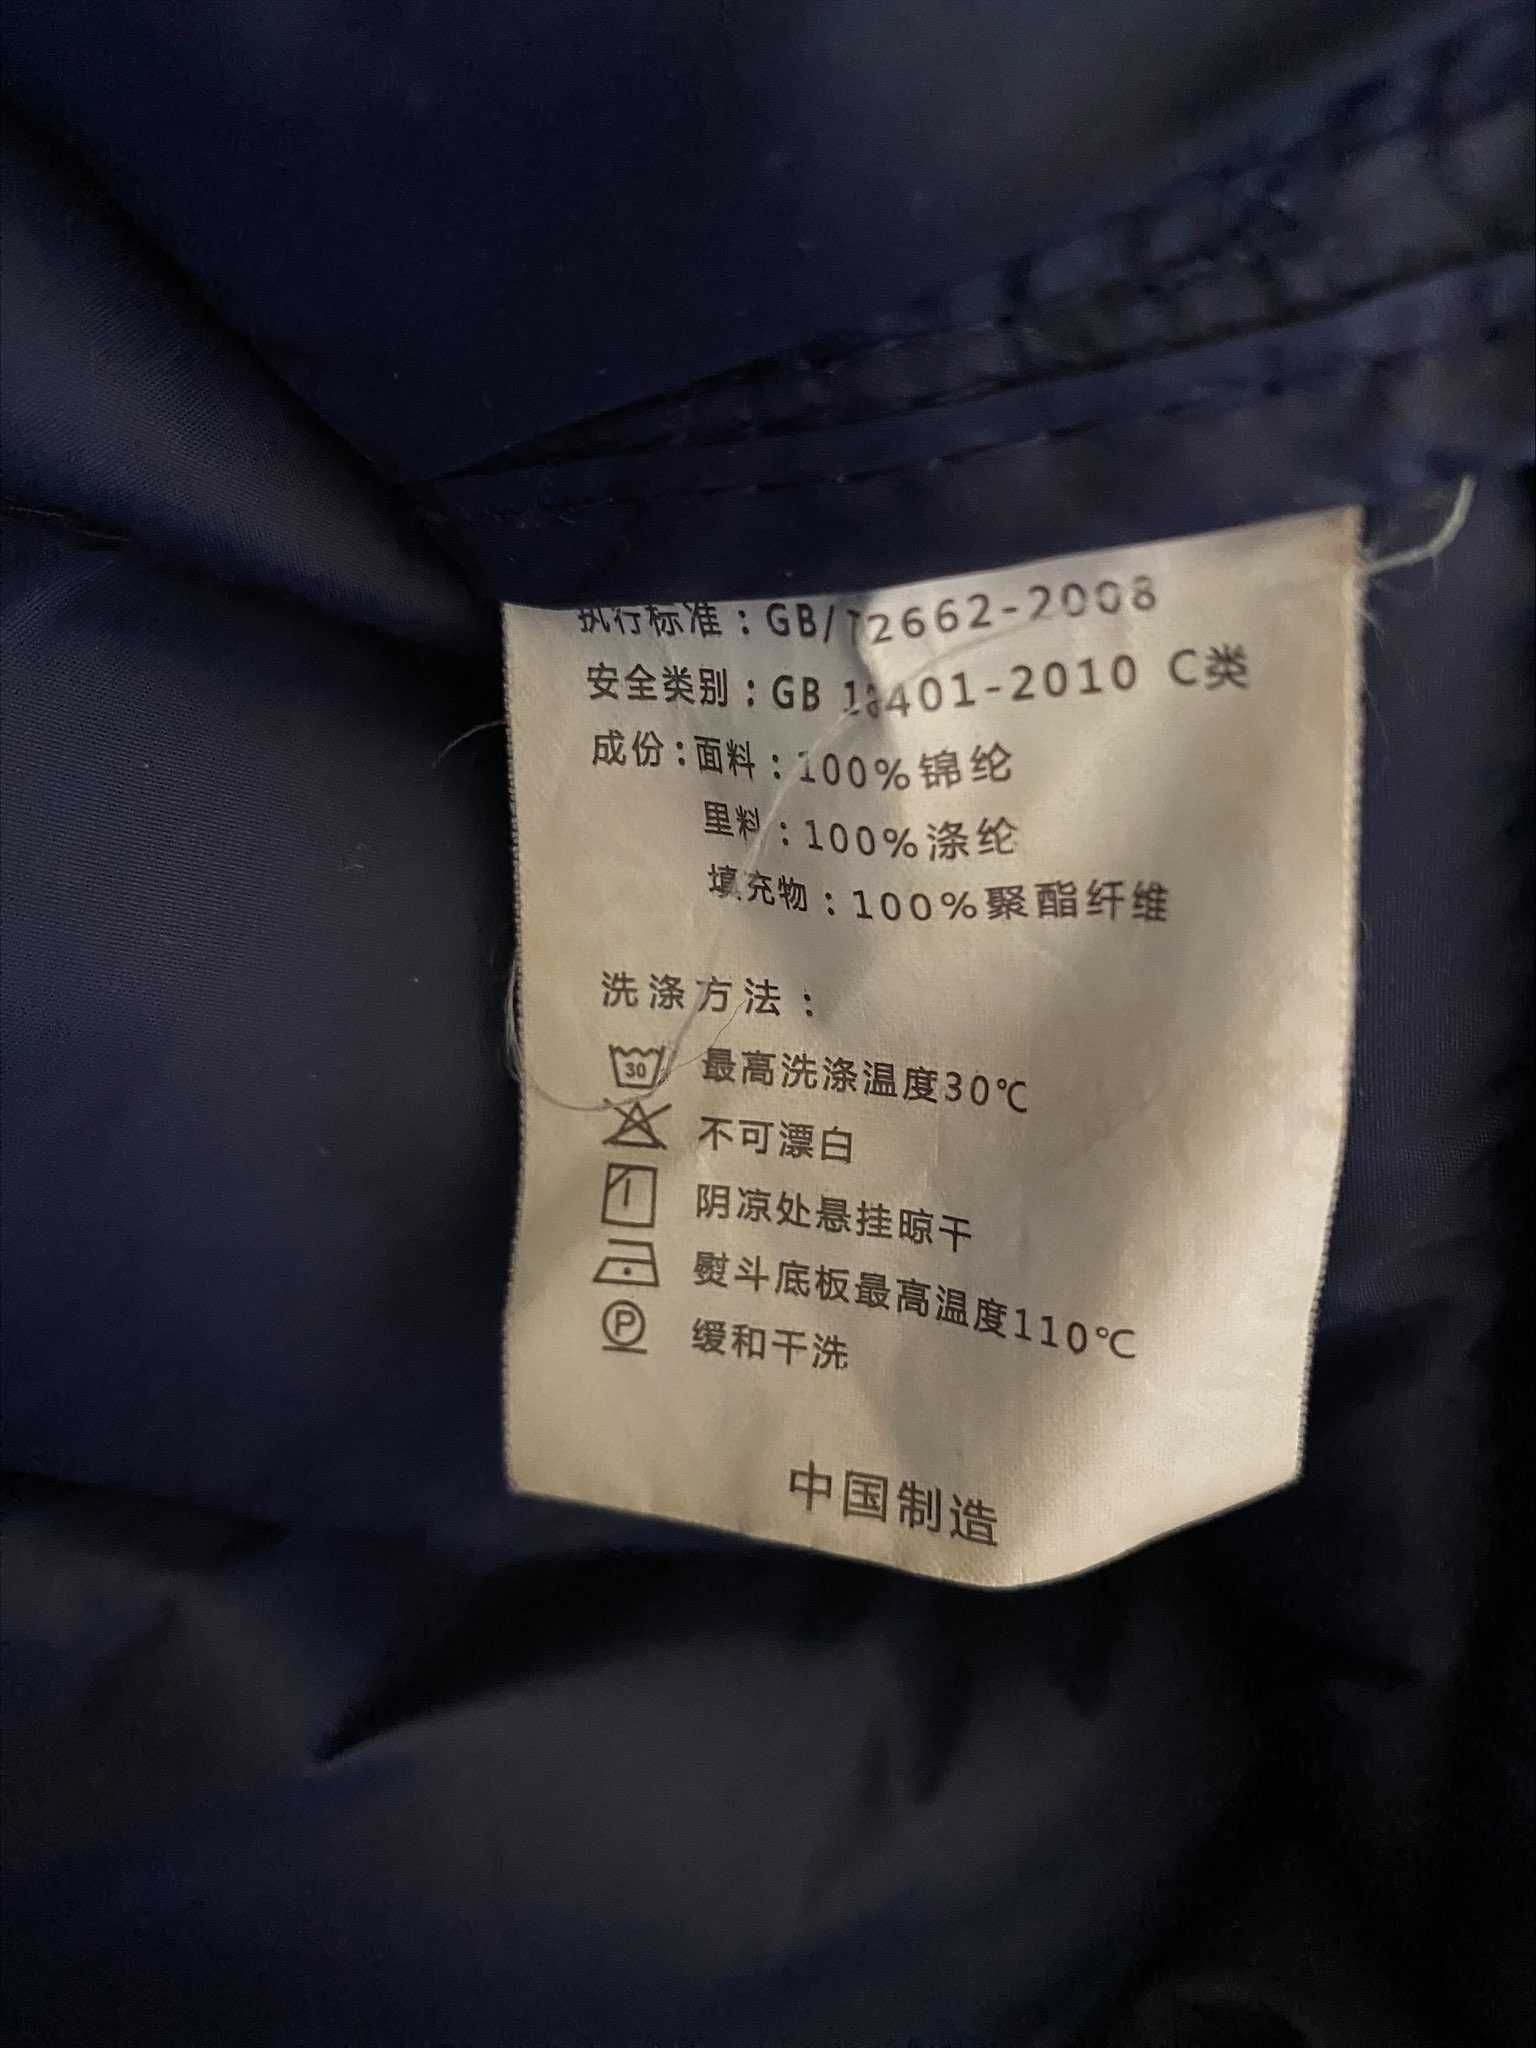 执行标准：GB/T2662-2008
安全类别：GB 18401-2010 C类
成份：面料：100%锦纶
里料：100%涤纶
填充物：100%聚酯纤维
洗涤方法：
30 最高洗涤温度30℃
不可漂白
阴凉处悬挂晾干
熨斗底板最高温度110℃
P 缓和干洗
中国制造